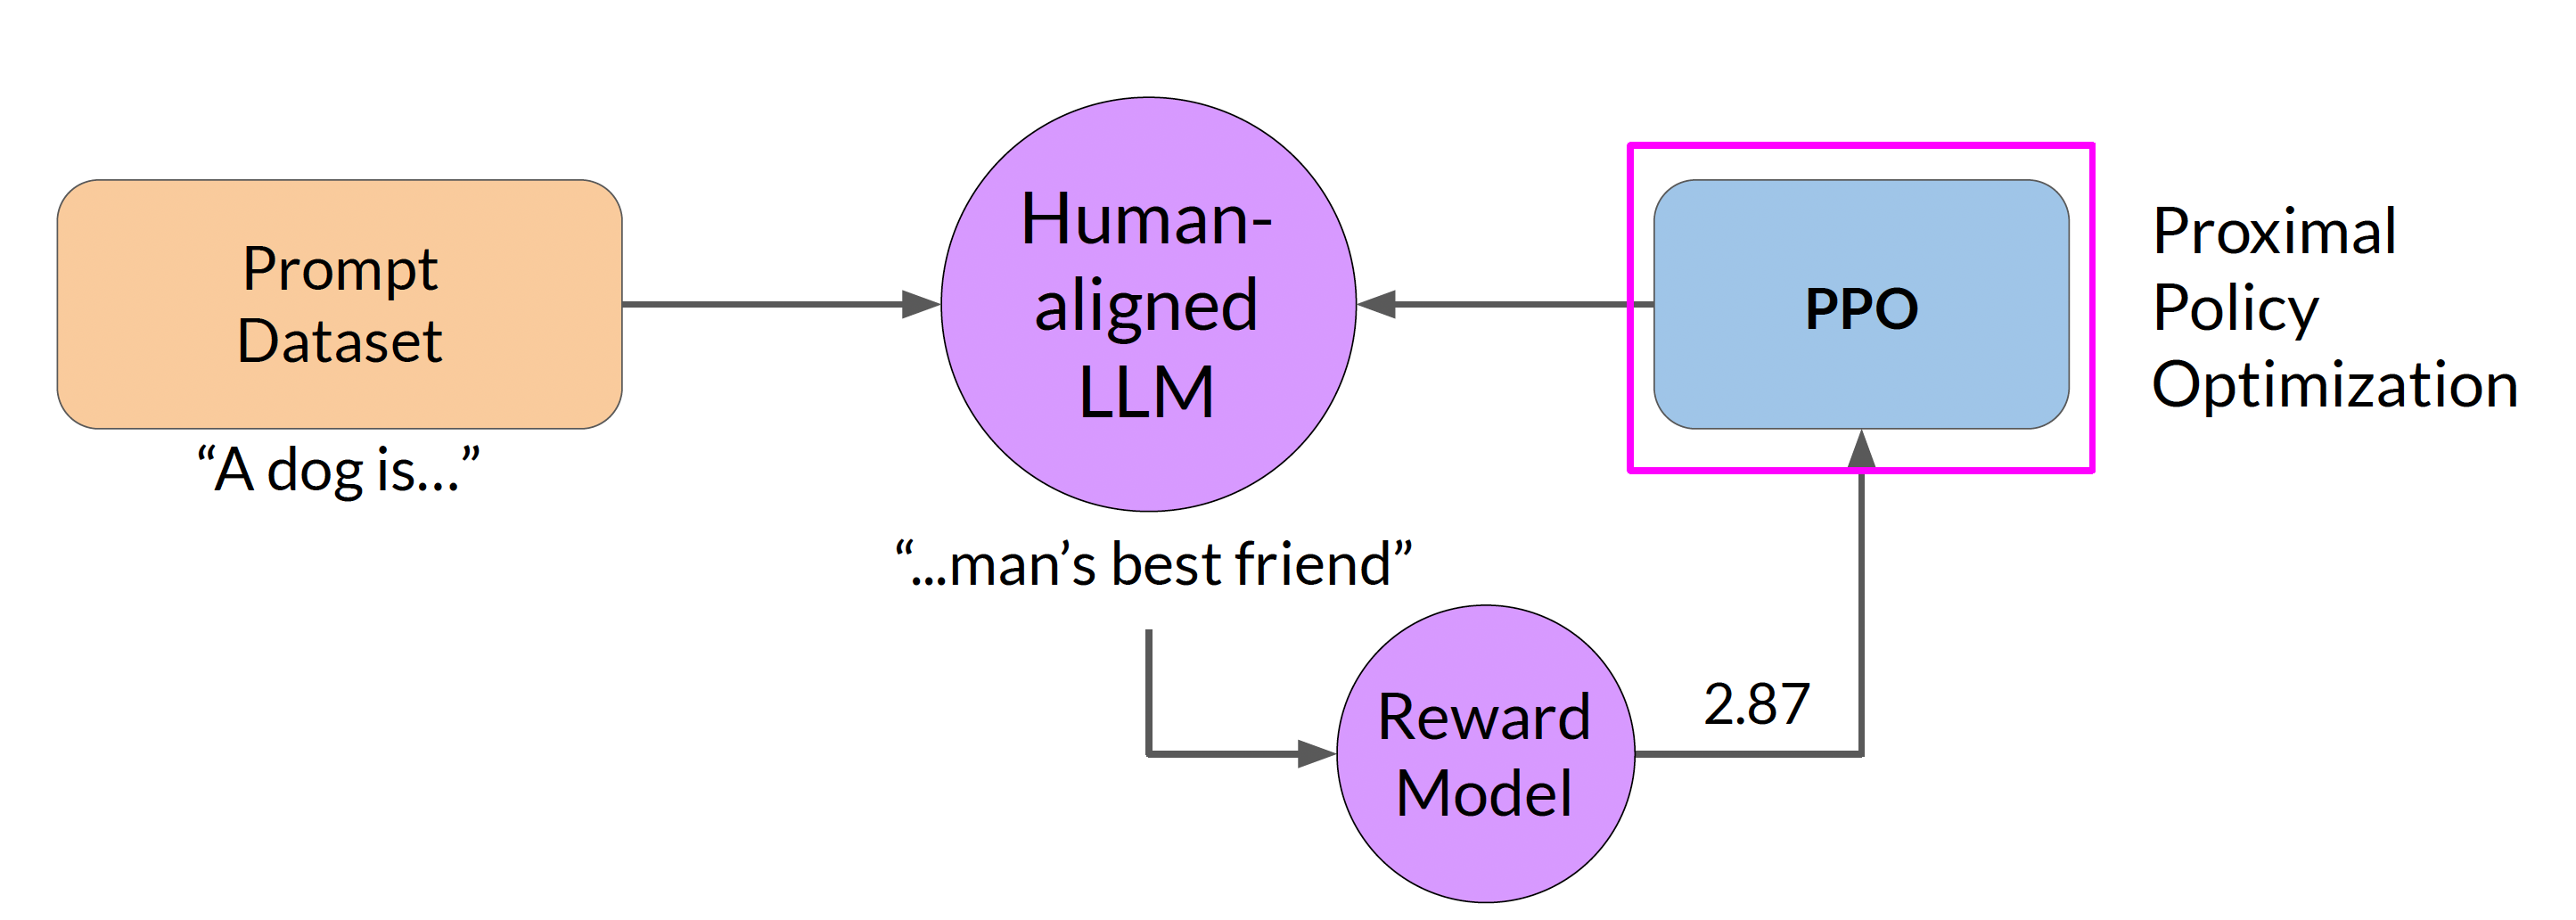 Prompt
Dataset
“A dog is...”
Human-
aligned
LLM
“...man’s best friend”
Reward
Model
2.87
PPO
Proximal
Policy
Optimization